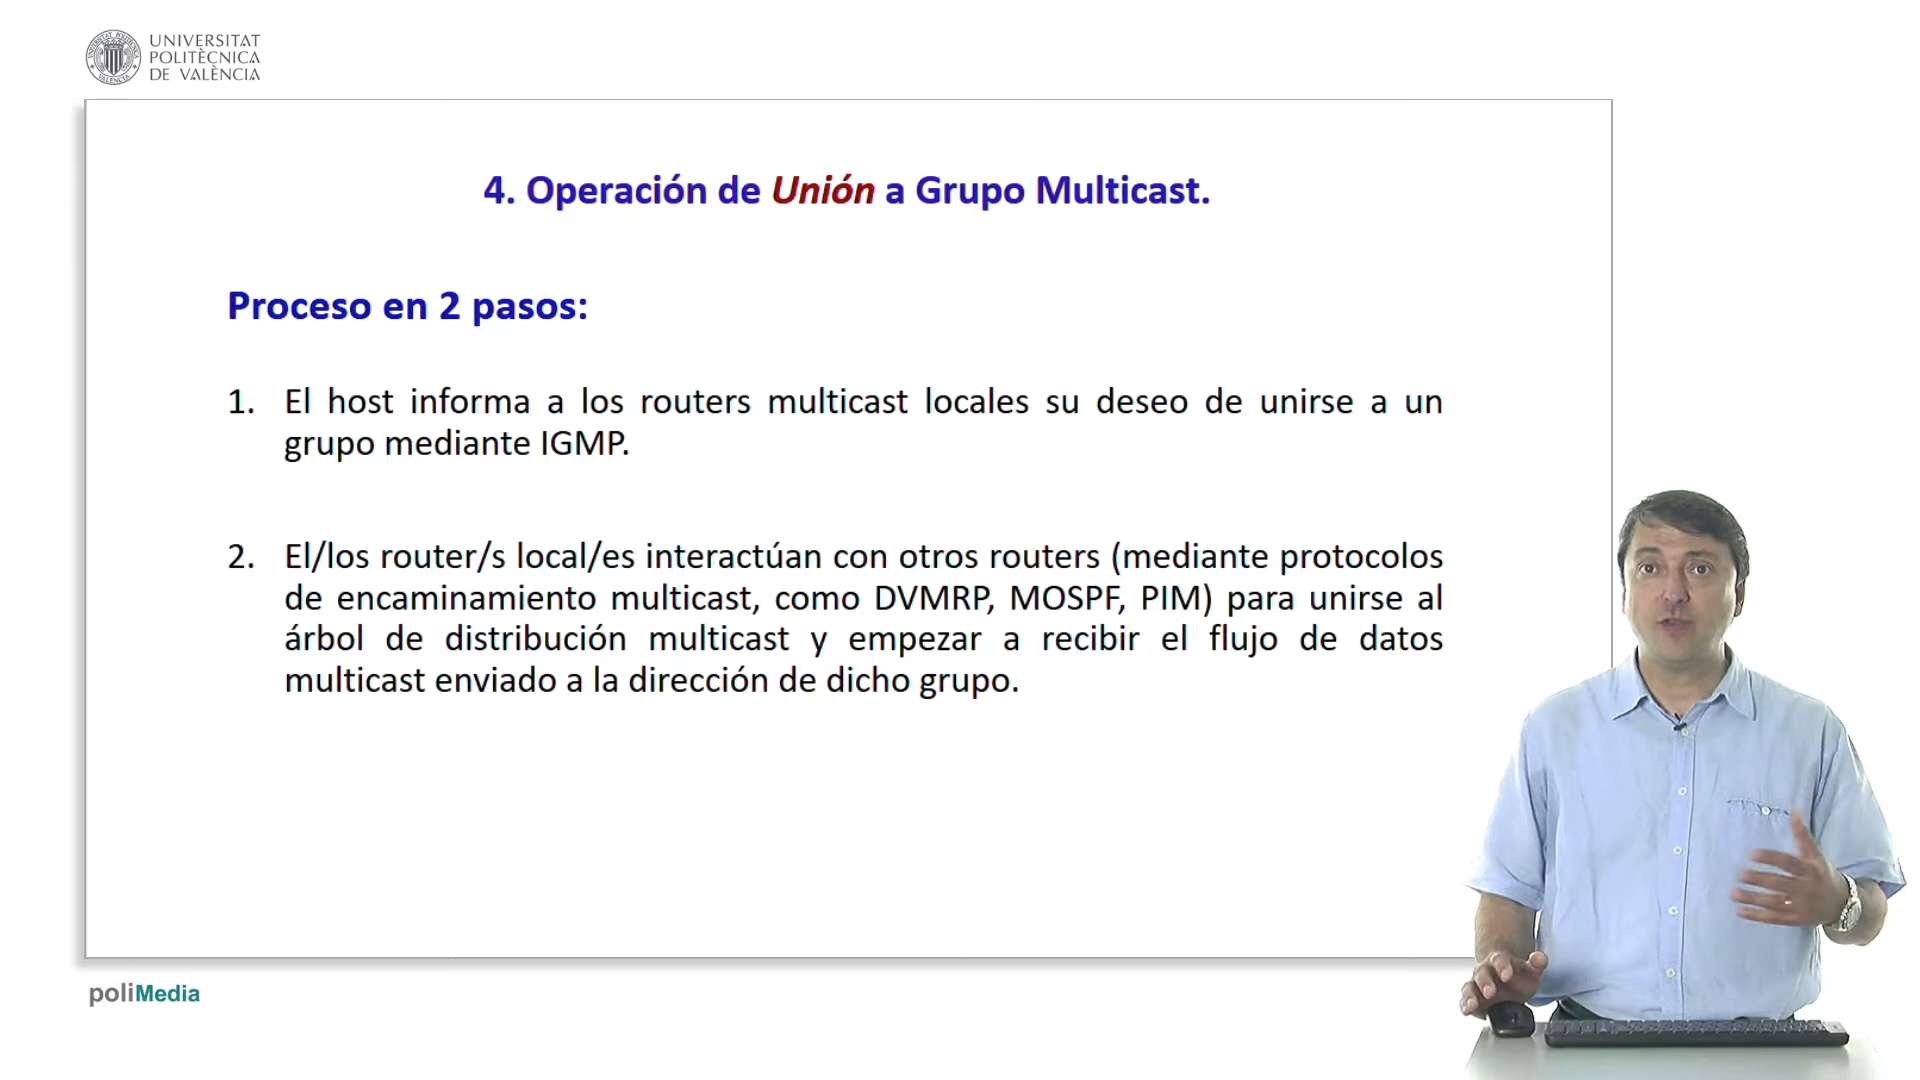 UNIVERSITAT
POLITÈCNICA
DE VALÈNCIA
4. Operación de Unión a Grupo Multicast.
Proceso en 2 pasos:
1. El host informa a los routers multicast locales su deseo de unirse a un
grupo mediante IGMP.
2. El/los router/s local/es interactúan con otros routers (mediante protocolos
de encaminamiento multicast, como DVMRP, MOSPF, PIM) para unirse al
árbol de distribución multicast y empezar a recibir el flujo de datos
multicast enviado a la dirección de dicho grupo.
poliMedia